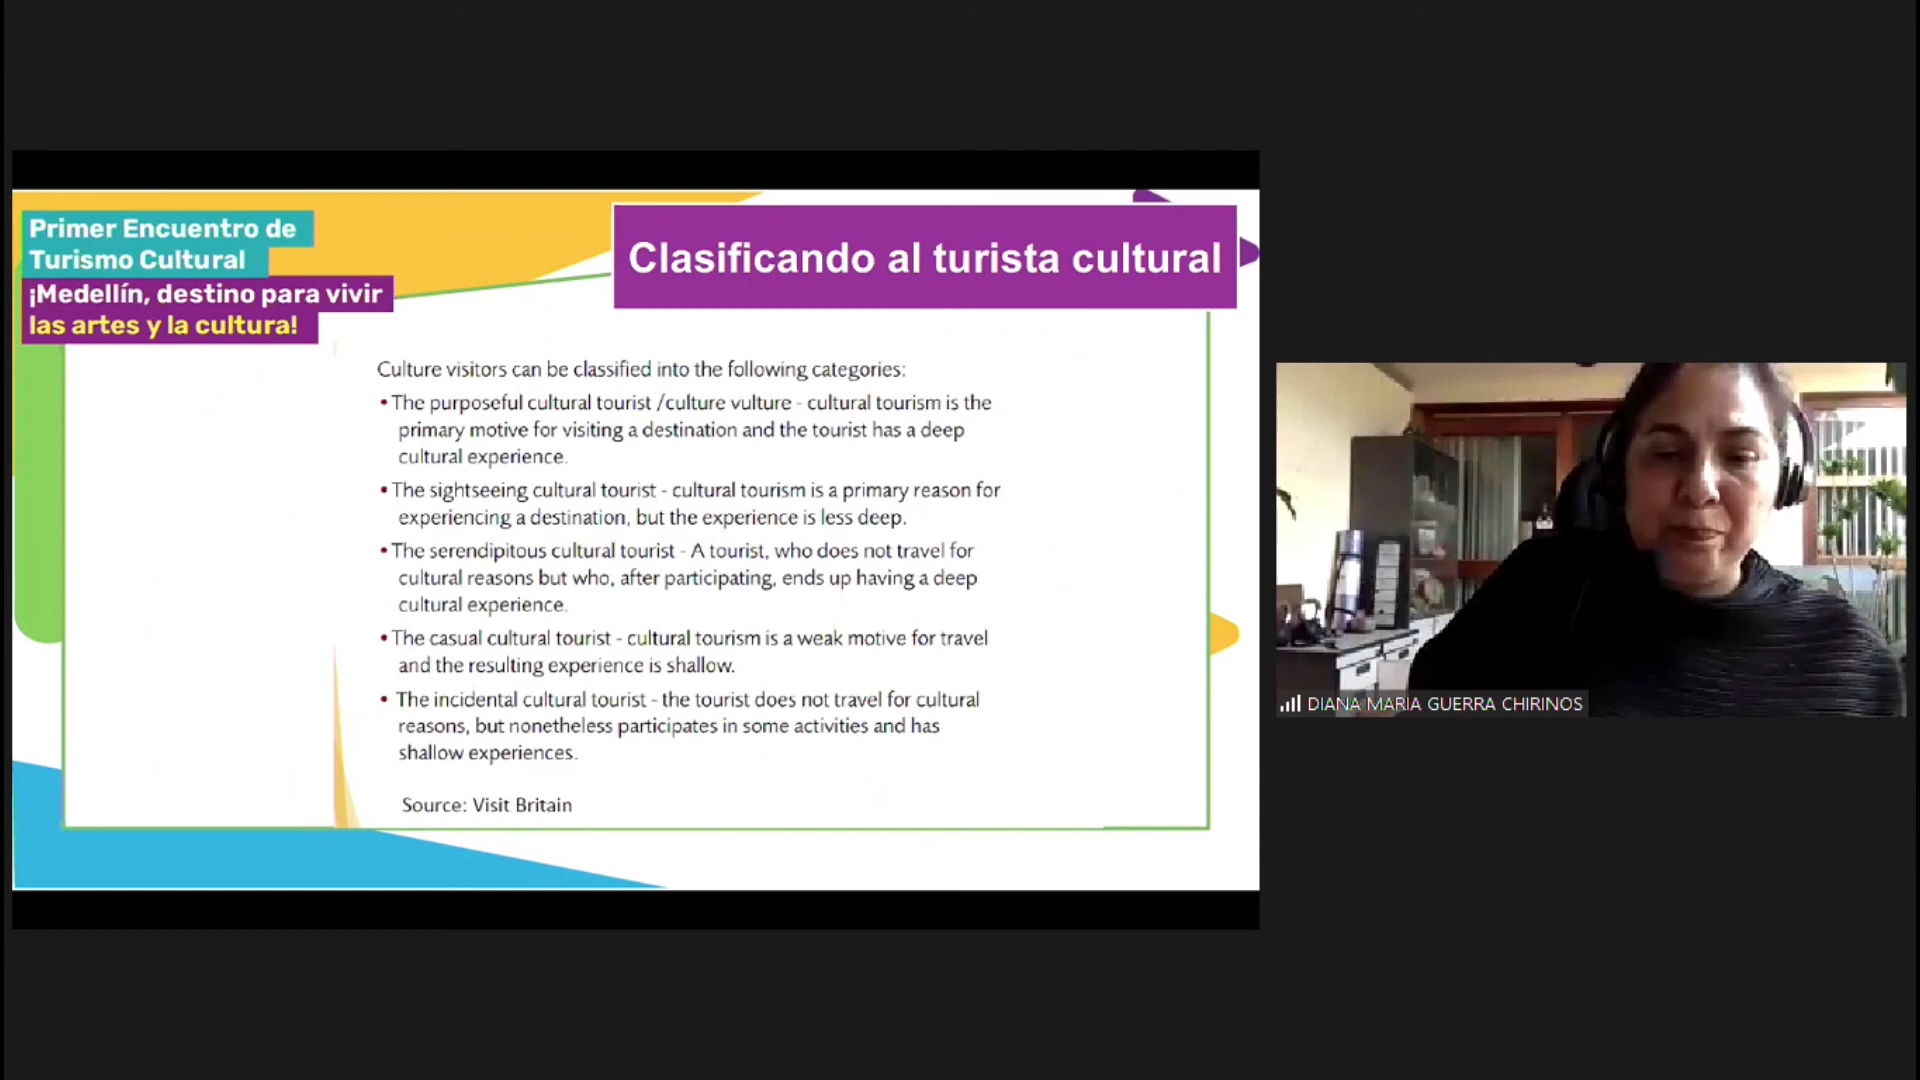 Primer Encuentro de
Turismo Cultural
¡Medellín, destino para vivir
las artes y la cultura!
Clasificando al turista cultural
Culture visitors can be classified into the following categories:
• The purposeful cultural tourist /culture vulture - cultural tourism is the
primary motive for visiting a destination and the tourist has a deep
cultural experience.
• The sightseeing cultural tourist - cultural tourism is a primary reason for
experiencing a destination, but the experience is less deep.
• The serendipitous cultural tourist - A tourist, who does not travel for
cultural reasons but who, after participating, ends up having a deep
cultural experience.
• The casual cultural tourist - cultural tourism is a weak motive for travel
and the resulting experience is shallow.
• The incidental cultural tourist - the tourist does not travel for cultural
reasons, but nonetheless participates in some activities and has
shallow experiences.
Source: Visit Britain
DIANA MARIA GUERRA CHIRINOS